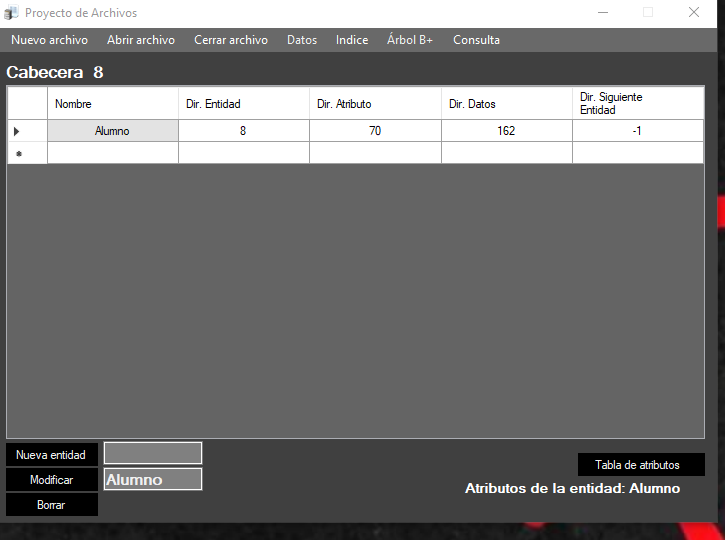 Proyecto de Archivos
Nuevo archivo Abrir archivo Cerrar archivo Datos Indice Árbol B+ Consulta
Cabecera 8
Nombre Dir. Entidad Dir. Atributo Dir. Datos Dir. Siguiente Entidad
Alumno 8 70 162 -1
Nueva entidad
Tabla de atributos
Modificar Alumno
Atributos de la entidad: Alumno
Borrar